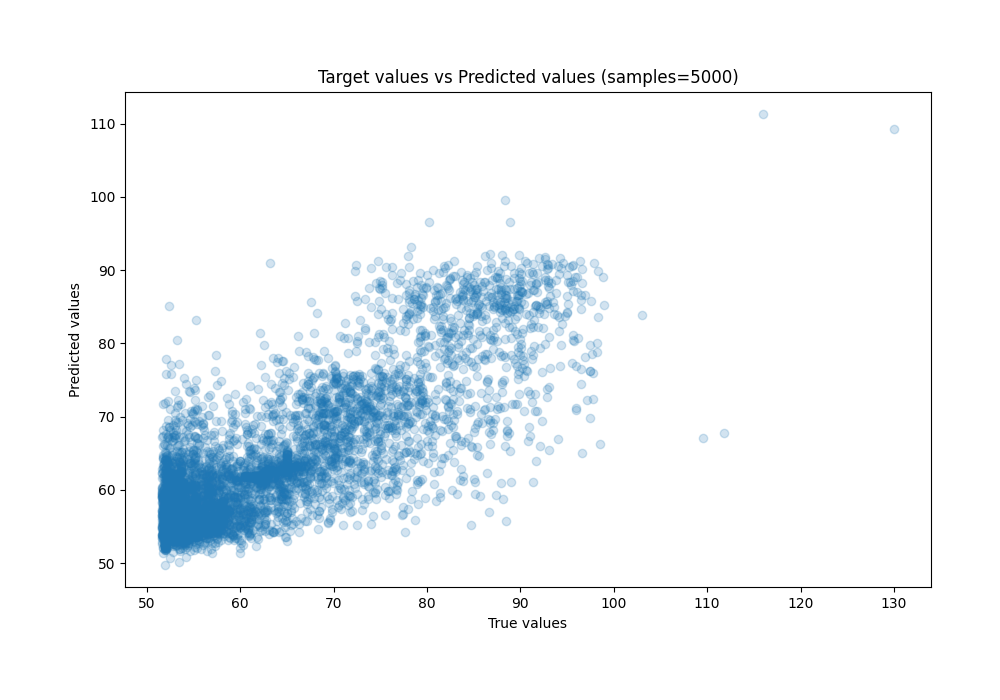 Target values vs Predicted values (samples=5000)
110
100
90
80
70
60
50
Predicted values
50 60 70 80 90 100 110 120 130
True values